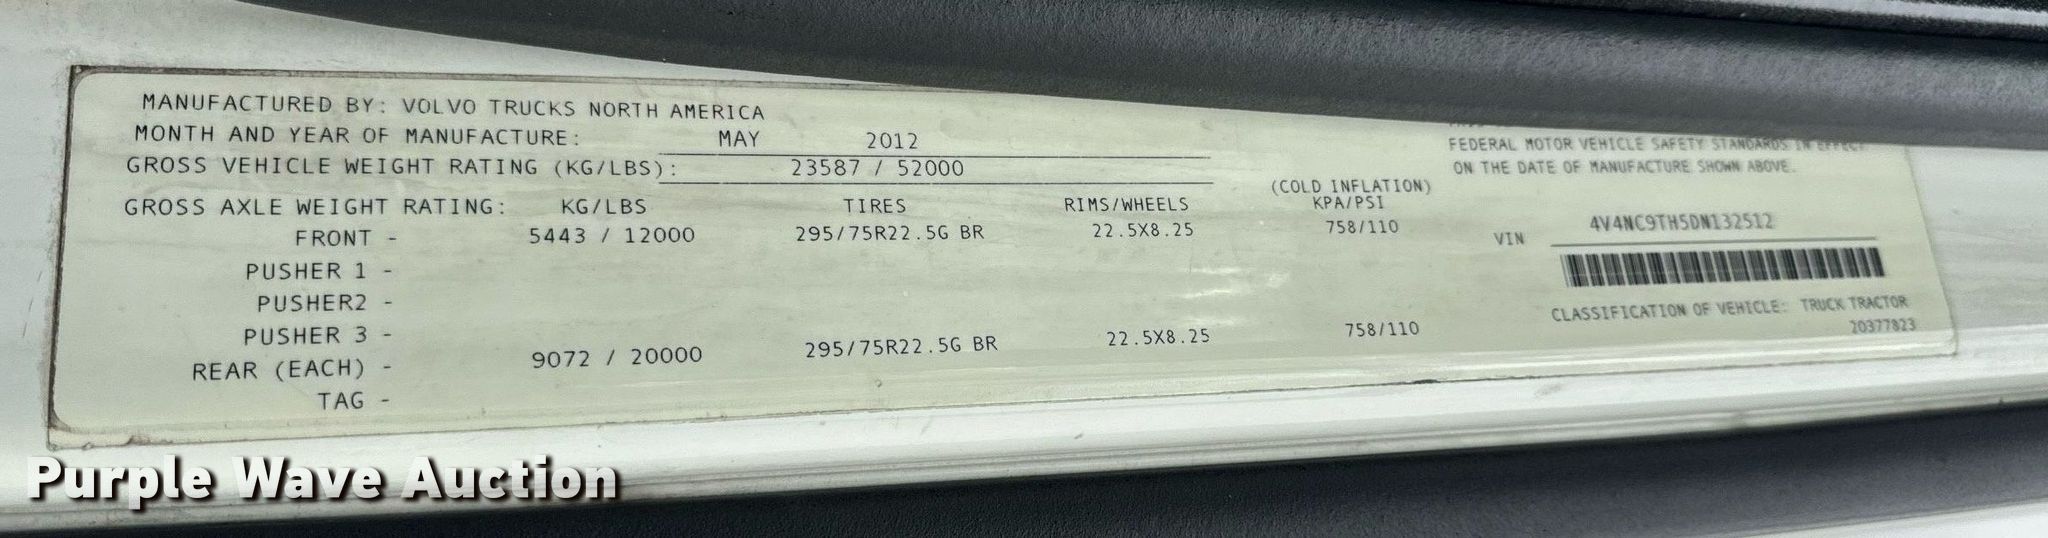 MANUFACTURED BY: VOLVO TRUCKS NORTH AMERICA
MONTH AND YEAR OF MANUFACTURE: MAY 2012
GROSS VEHICLE WEIGHT RATING (KG/LBS): 23587 / 52000
GROSS AXLE WEIGHT RATING: KG/LBS TIRES RIMS/WHEELS (COLD INFLATION) KPA/PSI
FRONT - 5443 / 12000 295/75R22.5G BR 22.5X8.25 758/110
PUSHER 1 -
PUSHER2 -
PUSHER 3 -
REAR (EACH) - 9072 / 20000 295/75R22.5G BR 22.5X8.25 758/110
TAG -
FEDERAL MOTOR VEHICLE SAFETY STANDARDS IN EFFECT
ON THE DATE OF MANUFACTURE SHOWN ABOVE.
VIN 4V4NC9TH5DN132512
CLASSIFICATION OF VEHICLE: TRUCK TRACTOR
20377823
Purple Wave Auction